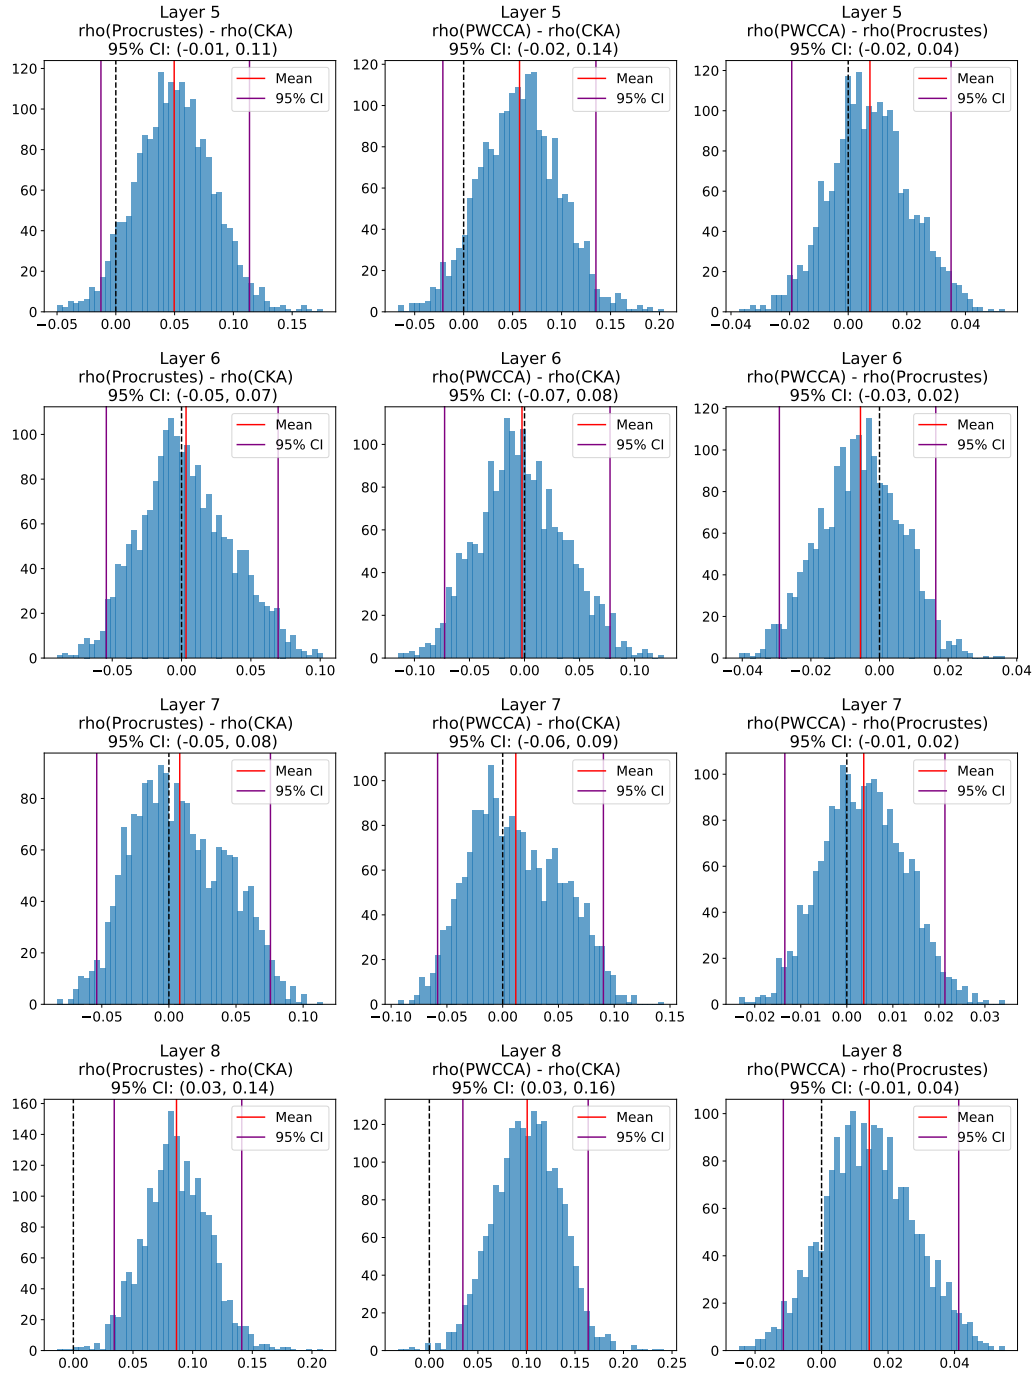 Layer 5
rho(Procrustes) - rho(CKA)
95% CI: (-0.01, 0.11)
Mean
95% CI
0
20
40
60
80
100
120
−0.05
0.00
0.05
0.10
0.15
Layer 5
rho(PWCCA) - rho(CKA)
95% CI: (-0.02, 0.14)
Mean
95% CI
0
20
40
60
80
100
120
−0.05
0.00
0.05
0.10
0.15
0.20
Layer 5
rho(PWCCA) - rho(Procrustes)
95% CI: (-0.02, 0.04)
Mean
95% CI
0
20
40
60
80
100
120
−0.04
−0.02
0.00
0.02
0.04
Layer 6
rho(Procrustes) - rho(CKA)
95% CI: (-0.05, 0.07)
Mean
95% CI
0
20
40
60
80
100
−0.05
0.00
0.05
0.10
Layer 6
rho(PWCCA) - rho(CKA)
95% CI: (-0.07, 0.08)
Mean
95% CI
0
20
40
60
80
100
−0.10
−0.05
0.00
0.05
0.10
Layer 6
rho(PWCCA) - rho(Procrustes)
95% CI: (-0.03, 0.02)
Mean
95% CI
0
20
40
60
80
100
120
−0.04
−0.02
0.00
0.02
0.04
Layer 7
rho(Procrustes) - rho(CKA)
95% CI: (-0.05, 0.08)
Mean
95% CI
0
20
40
60
80
−0.05
0.00
0.05
0.10
Layer 7
rho(PWCCA) - rho(CKA)
95% CI: (-0.06, 0.09)
Mean
95% CI
0
20
40
60
80
100
−0.10
−0.05
0.00
0.05
0.10
0.15
Layer 7
rho(PWCCA) - rho(Procrustes)
95% CI: (-0.01, 0.02)
Mean
95% CI
0
20
40
60
80
100
−0.02
−0.01
0.00
0.01
0.02
0.03
Layer 8
rho(Procrustes) - rho(CKA)
95% CI: (0.03, 0.14)
Mean
95% CI
0
20
40
60
80
100
120
140
160
0.00
0.05
0.10
0.15
0.20
Layer 8
rho(PWCCA) - rho(CKA)
95% CI: (0.03, 0.16)
Mean
95% CI
0
20
40
60
80
100
120
0.00
0.05
0.10
0.15
0.20
0.25
Layer 8
rho(PWCCA) - rho(Procrustes)
95% CI: (-0.01, 0.04)
Mean
95% CI
0
20
40
60
80
100
−0.02
0.00
0.02
0.04